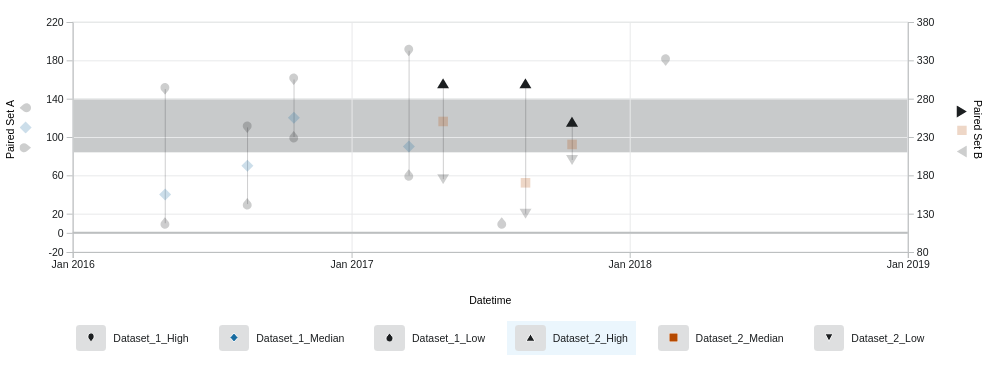 220
180
140
100
60
20
0
-20
380
330
280
230
180
130
80
Paired Set A
Paired Set B
Jan 2016
Jan 2017
Jan 2018
Jan 2019
Datetime
Dataset_1_High
Dataset_1_Median
Dataset_1_Low
Dataset_2_High
Dataset_2_Median
Dataset_2_Low